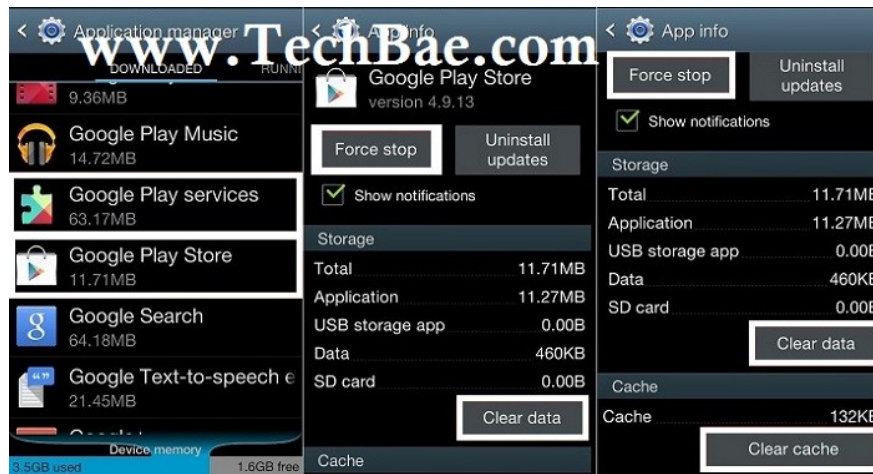 www.TechBae.com
Application manager
DOWNLOADED
RUNNI
9.36MB
Google Play Music
14.72MB
Google Play services
63.17MB
Google Play Store
11.71MB
Google Search
64.18MB
Google Text-to-speech e
21.45MB
Device memory
3.5GB used
1.6GB free
App info
Google Play Store
version 4.9.13
Force stop
Uninstall
updates
Show notifications
Storage
Total 11.71MB
Application 11.27MB
USB storage app 0.00B
Data 460KB
SD card 0.00B
Clear data
Cache
App info
Force stop
Uninstall
updates
Show notifications
Storage
Total 11.71MB
Application 11.27MB
USB storage app 0.00B
Data 460KB
SD card 0.00B
Clear data
Cache
Cache 132KB
Clear cache